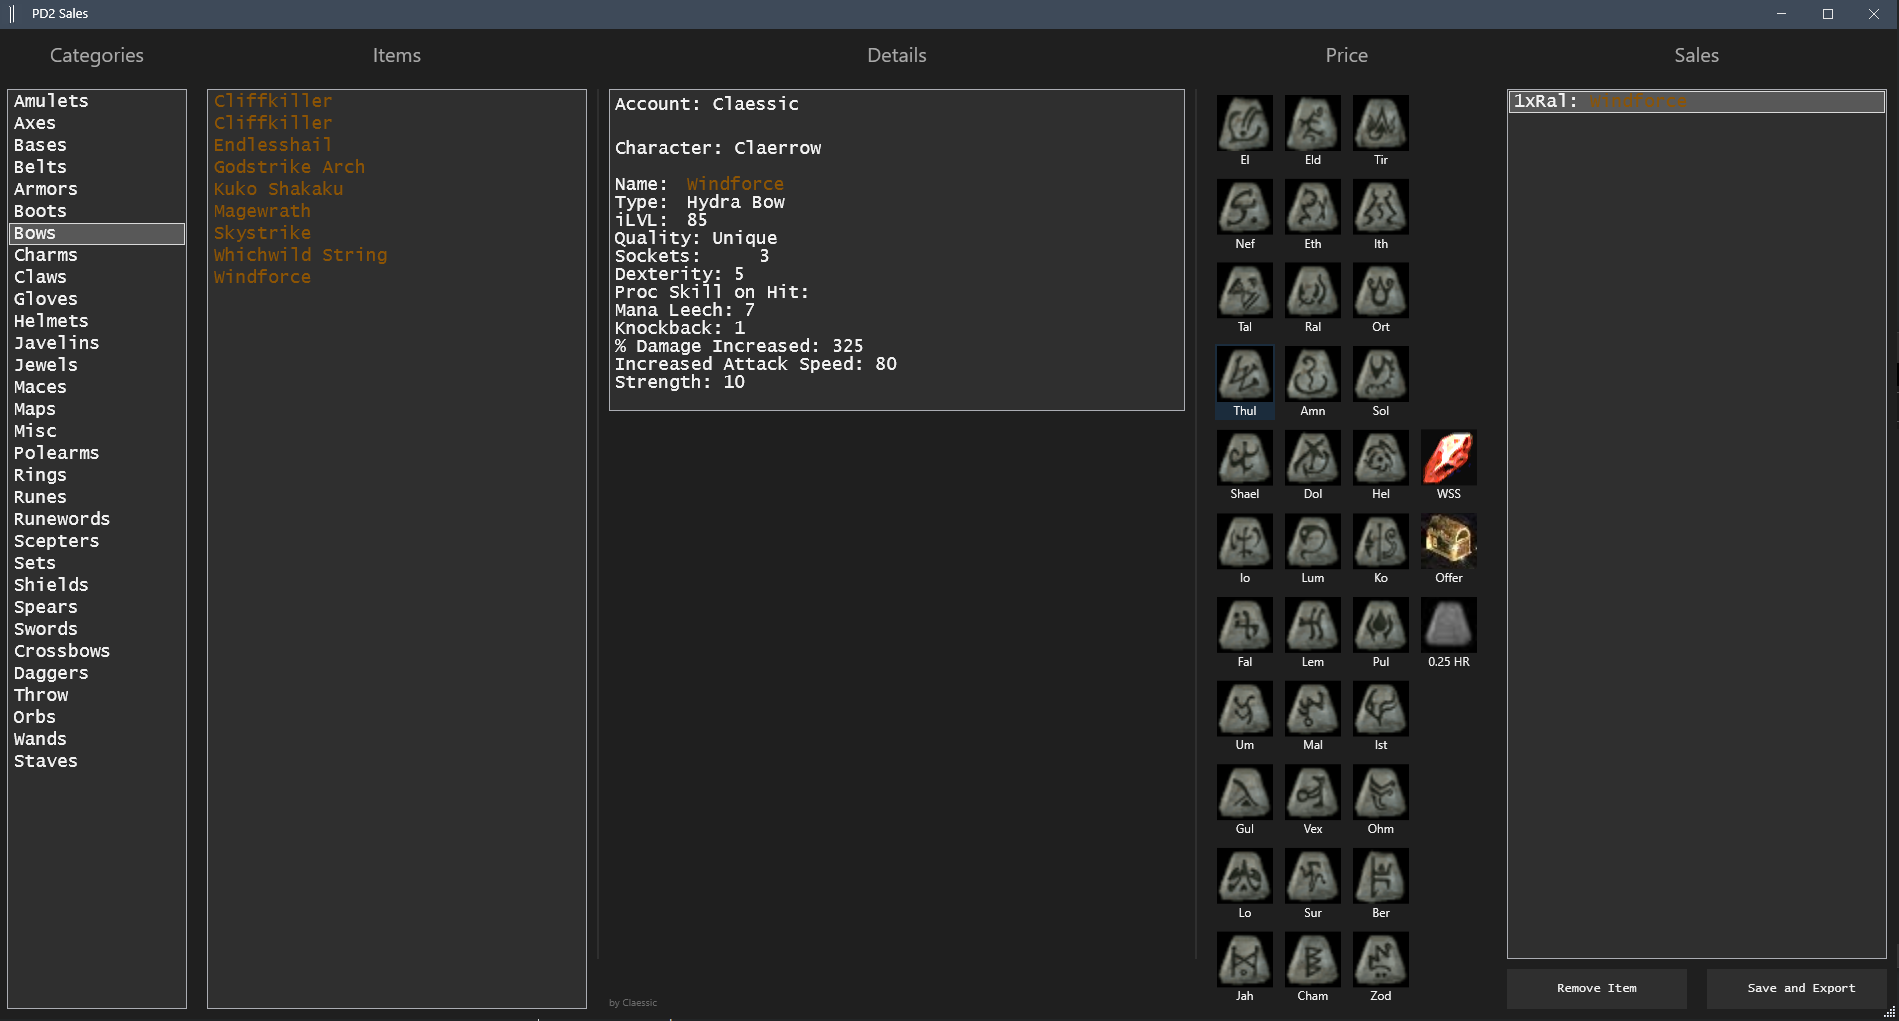 PD2 Sales
Categories
Items
Details
Price
Sales
Amulets
Axes
Bases
Belts
Armors
Boots
Bows
Charms
Claws
Gloves
Helmets
Javelins
Jewels
Maces
Maps
Misc
Polearms
Rings
Runes
Runewords
Scepters
Sets
Shields
Spears
Swords
Crossbows
Daggers
Throw
Orbs
Wands
Staves
Cliffkiller
Cliffkiller
Endlesshail
Godstrike Arch
Kuko Shakaku
Magewrath
Skystrike
Whichwild String
Windforce
Account: Claessic
Character: Claerrow
Name: Windforce
Type: Hydra Bow
iLVL: 85
Quality: Unique
Sockets: 3
Dexterity: 5
Proc Skill on Hit:
Mana Leech: 7
Knockback: 1
% Damage Increased: 325
Increased Attack Speed: 80
Strength: 10
by Claessic
El Eld Tir
Nef Eth Ith
Tal Ral Ort
Thul Amn Sol
Shael Dol Hel WSS
Io Lum Ko Offer
Fal Lem Pul 0.25 HR
Um Mal Ist
Gul Vex Ohm
Lo Sur Ber
Jah Cham Zod
1xRal: Windforce
Remove Item
Save and Export